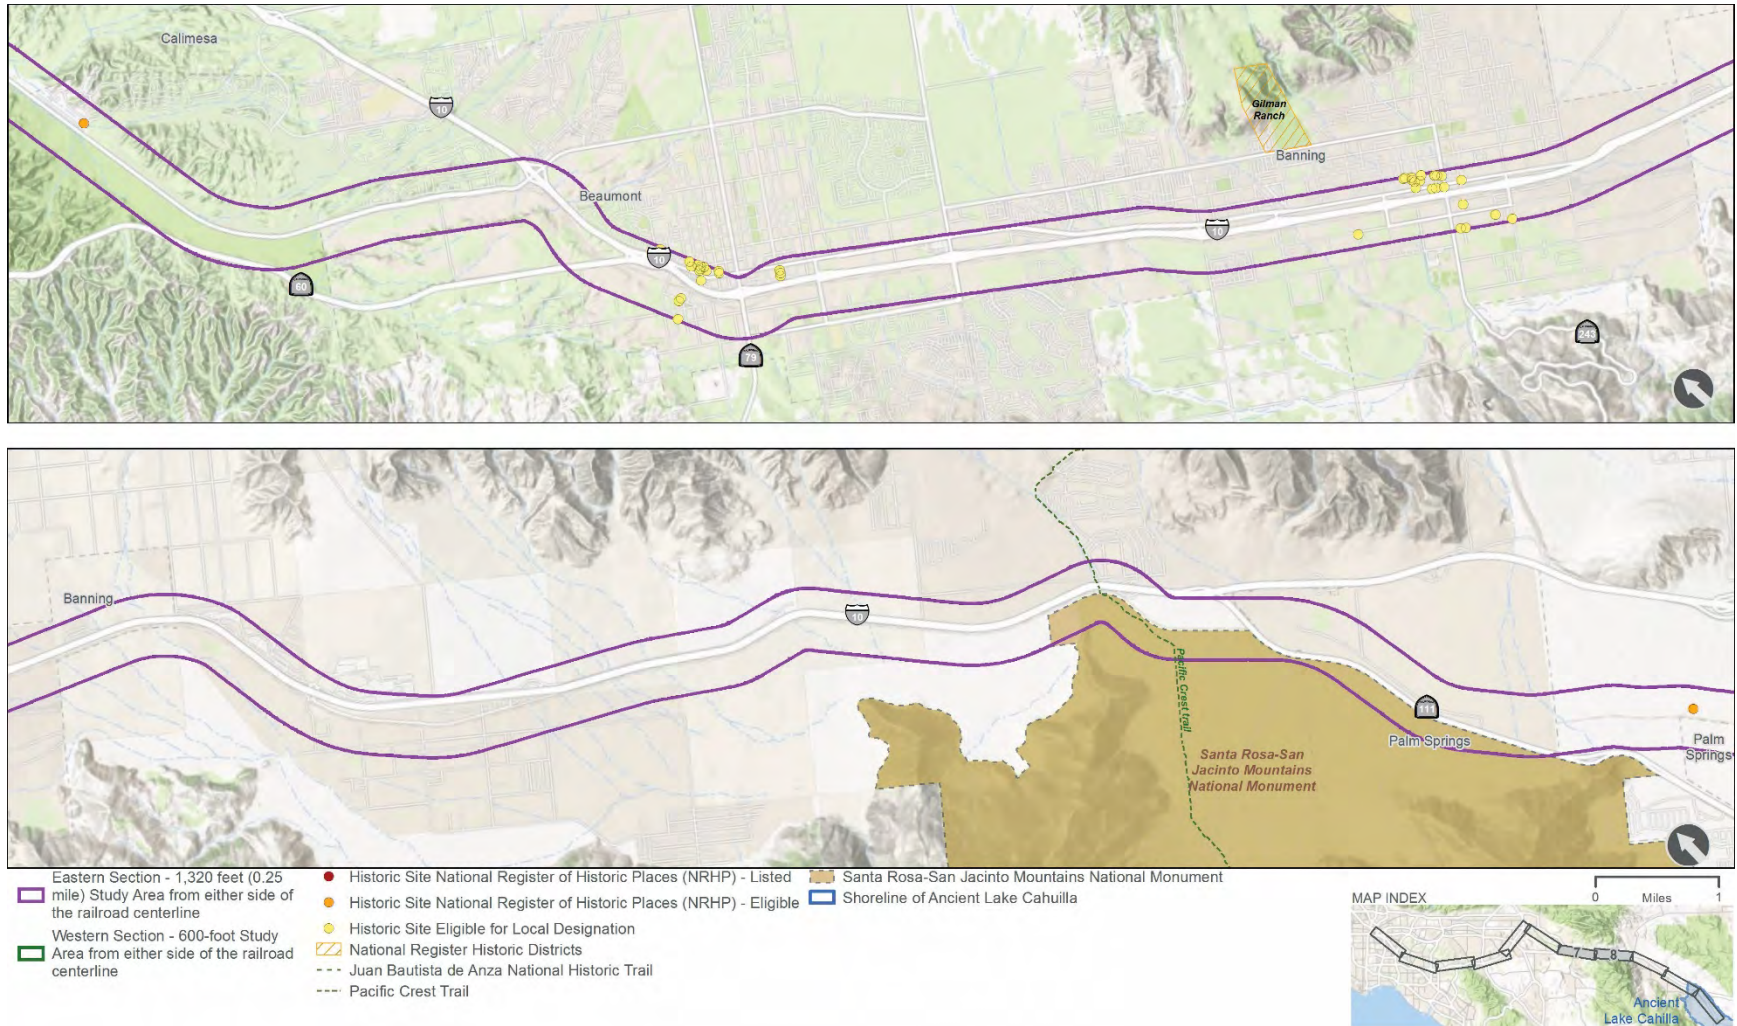 Calimesa
10
Gilman
Ranch
Banning
Beaumont
10
10
60
79
243
Banning
10
Pacific Crest trail
111
Palm Springs
Palm
Springs
Santa Rosa-San
Jacinto Mountains
National Monument
Eastern Section - 1,320 feet (0.25
mile) Study Area from either side of
the railroad centerline
Western Section - 600-foot Study
Area from either side of the railroad
centerline
Historic Site National Register of Historic Places (NRHP) - Listed
Historic Site National Register of Historic Places (NRHP) - Eligible
Historic Site Eligible for Local Designation
National Register Historic Districts
Juan Bautista de Anza National Historic Trail
Pacific Crest Trail
Santa Rosa-San Jacinto Mountains National Monument
Shoreline of Ancient Lake Cahuilla
MAP INDEX
0 Miles 1
7
8
Ancient
Lake Cahilla